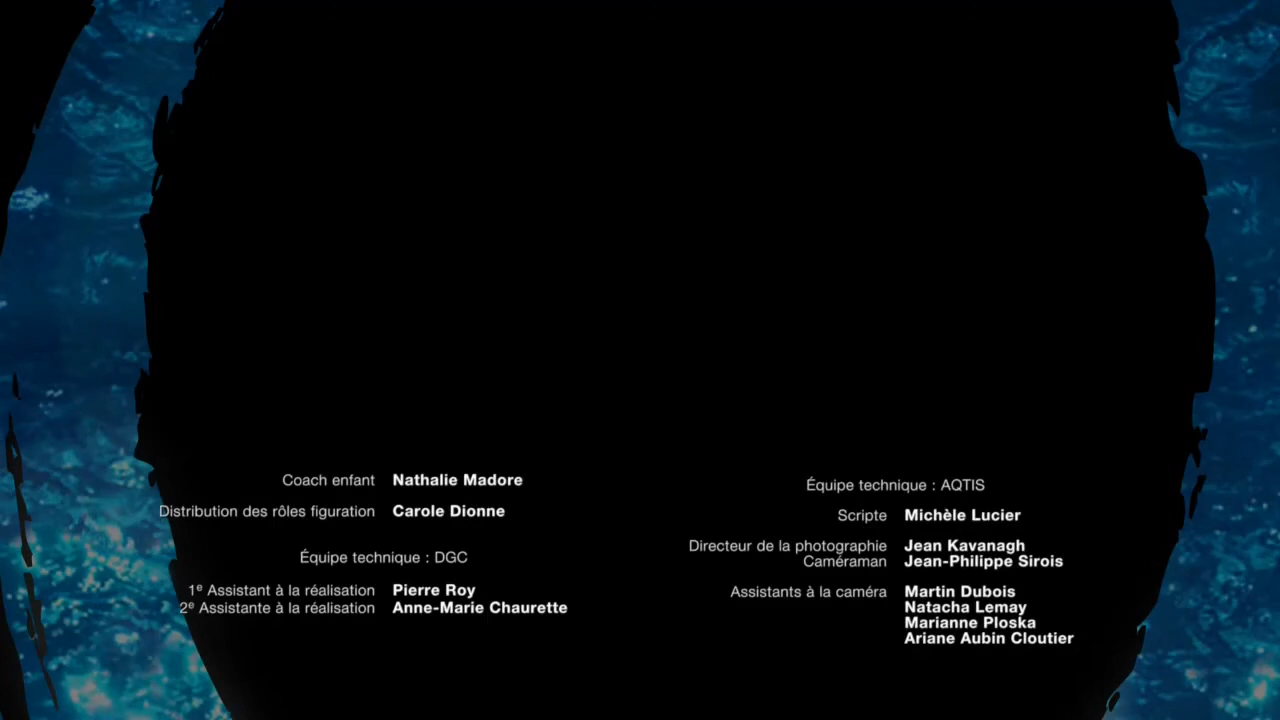 Coach enfant Nathalie Madore
Distribution des rôles figuration Carole Dionne
Équipe technique : DGC
1e Assistant à la réalisation Pierre Roy
2e Assistante à la réalisation Anne-Marie Chaurette
Équipe technique : AQTIS
Scripte Michèle Lucier
Directeur de la photographie Jean Kavanagh
Caméraman Jean-Philippe Sirois
Assistants à la caméra Martin Dubois
Natacha Lemay
Marianne Ploska
Ariane Aubin Cloutier